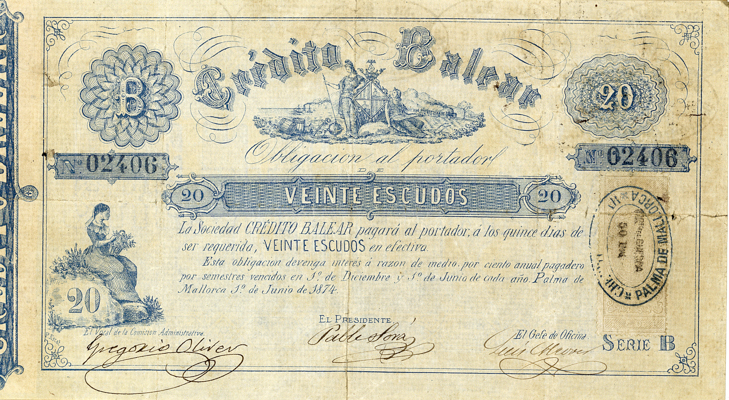 Crédito Balear
B
20
Nº 02406
Nº 02406
Obligacion al portador
DE
20 VEINTE ESCUDOS 20
La Sociedad CRÉDITO BALEAR pagará al portador, á los quince dias de
ser requerida, VEINTE ESCUDOS en efectivo.
Esta obligacion devenga interés á razon de medio por ciento anual pagadero
por semestres vencidos en 1º de Diciembre y 1º de Junio de cada año. Palma de
Mallorca 1º de Junio de 1874.
20
PALMA DE MALLORCA
El Vocal de la Comision Administrativa.
Gregorio Oliver
EL PRESIDENTE
El Gefe de Oficina
SERIE B